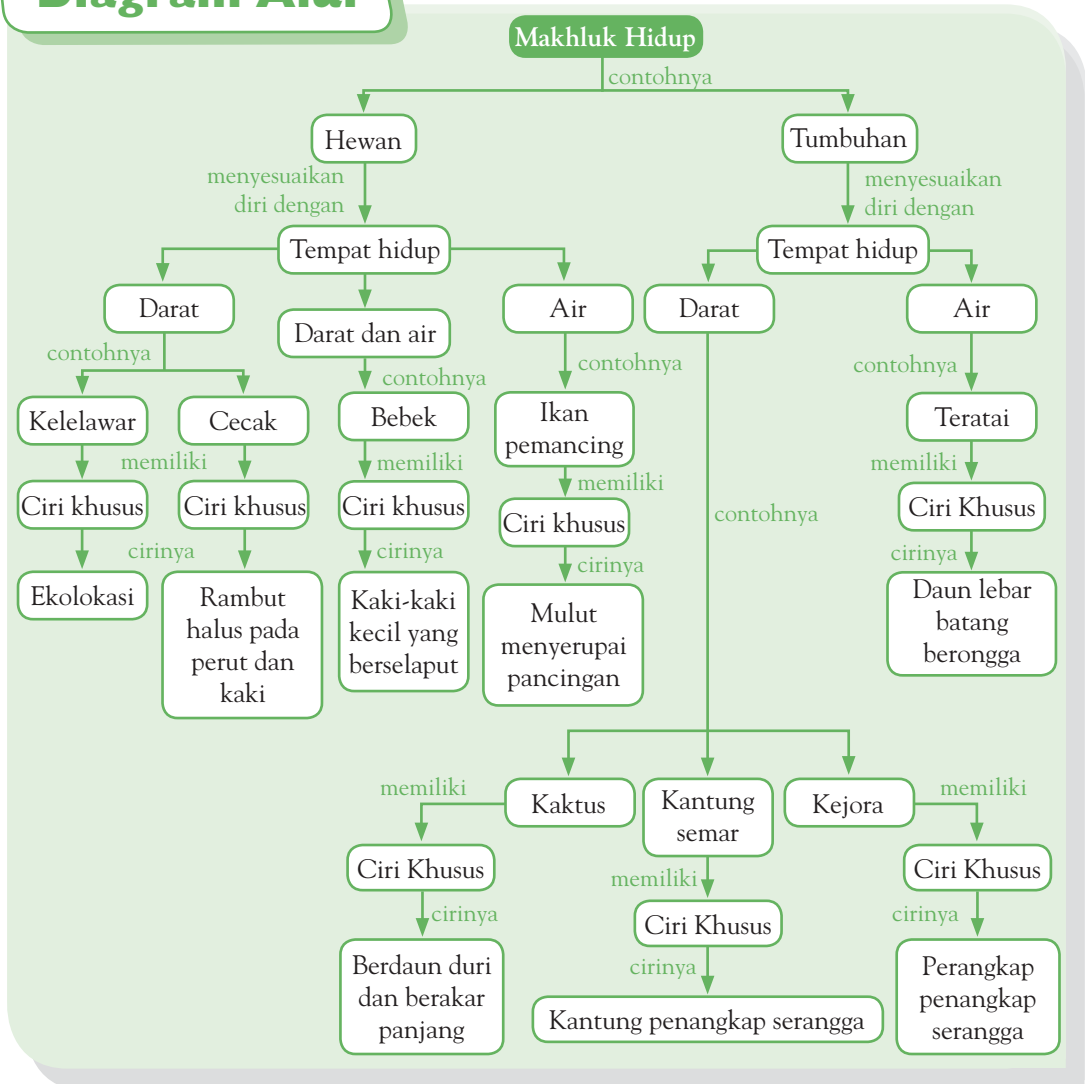 Diagram Alur
Makhluk Hidup
contohnya
Hewan
Tumbuhan
menyesuaikan
diri dengan
menyesuaikan
diri dengan
Tempat hidup
Tempat hidup
Darat
Darat dan air
Air
Darat
Air
contohnya
contohnya
contohnya
contohnya
Kelelawar
Cecak
Bebek
Ikan
pemancing
Teratai
memiliki
memiliki
memiliki
memiliki
Ciri khusus
Ciri khusus
Ciri khusus
Ciri khusus
Ciri Khusus
cirinya
cirinya
cirinya
cirinya
Ekolokasi
Rambut
halus pada
perut dan
kaki
Kaki-kaki
kecil yang
berselaput
Mulut
menyerupai
pancingan
Daun lebar
batang
berongga
contohnya
Kaktus
Kantung
semar
Kejora
memiliki
memiliki
memiliki
Ciri Khusus
Ciri Khusus
Ciri Khusus
cirinya
cirinya
cirinya
Berdaun duri
dan berakar
panjang
Kantung penangkap serangga
Perangkap
penangkap
serangga